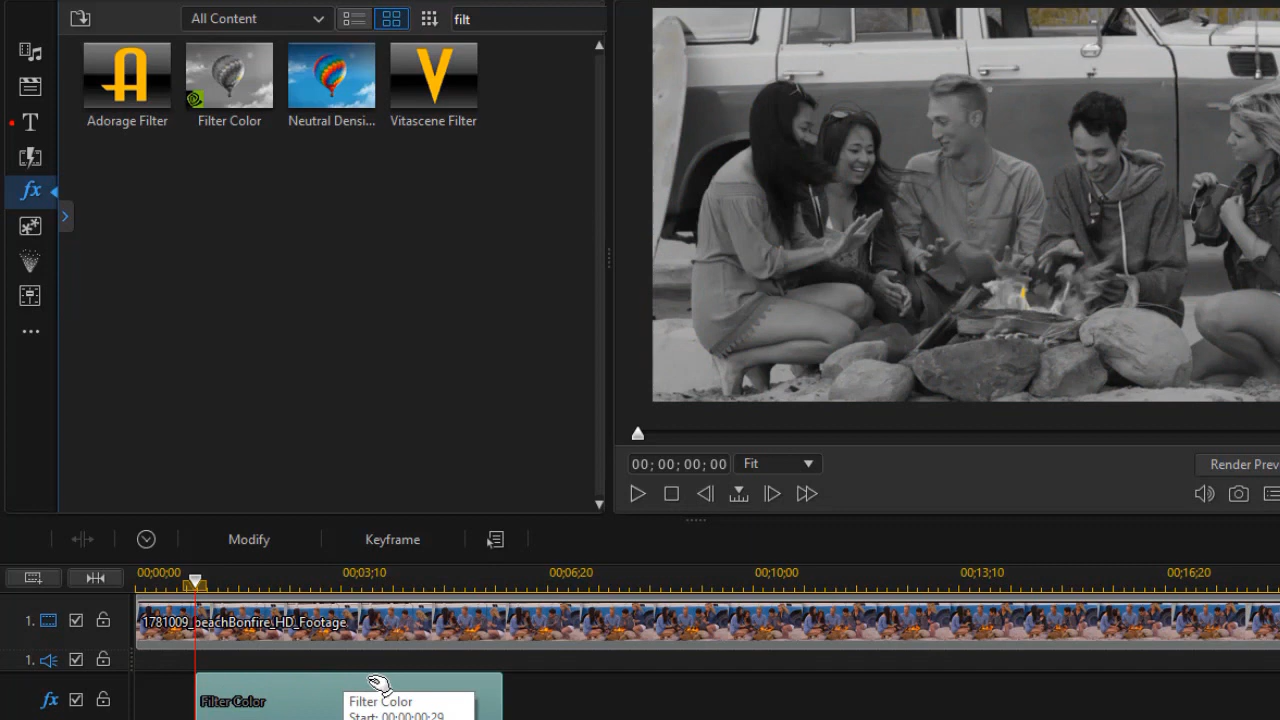 All Content
filt
Adorage Filter
Filter Color
Neutral Densi...
Vitascene Filter
T
fx
00; 00; 00; 00
Fit
Render Prev
Modify
Keyframe
00;00;00
00;03;10
00;06;20
00;10;00
00;13;10
00;16;20
1.
1781009_beachBonfire_HD_Footage
1.
fx
Filter Color
Filter Color
Start: 00:00:00:29